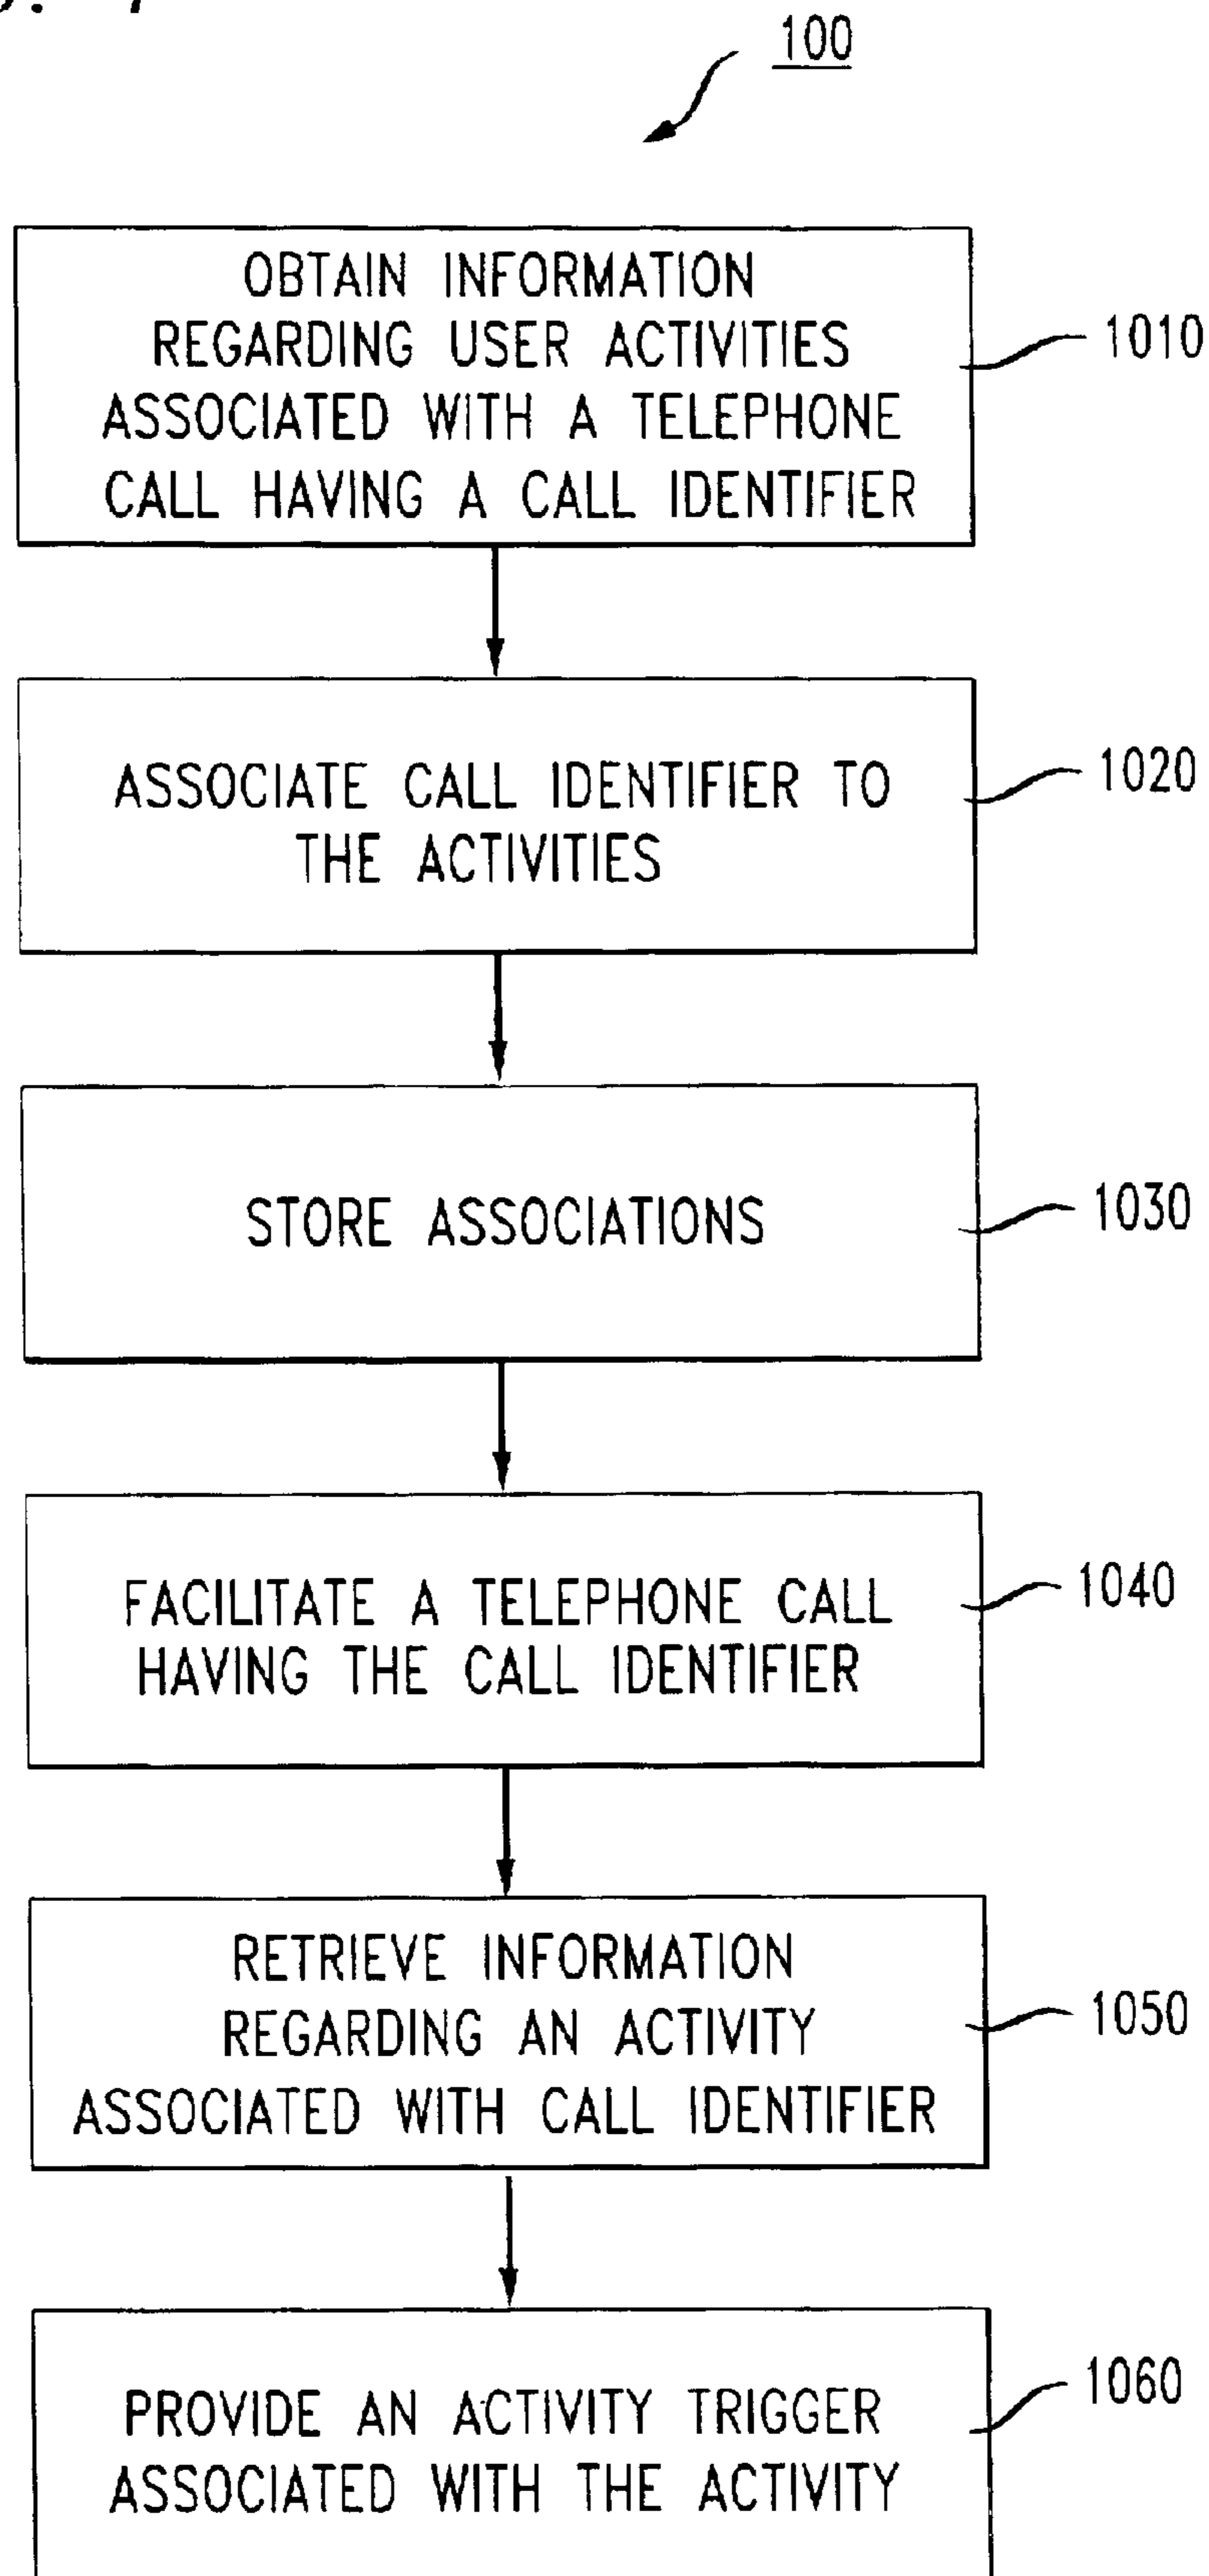 100
OBTAIN INFORMATION
REGARDING USER ACTIVITIES
ASSOCIATED WITH A TELEPHONE
CALL HAVING A CALL IDENTIFIER
1010
ASSOCIATE CALL IDENTIFIER TO
THE ACTIVITIES
1020
STORE ASSOCIATIONS
1030
FACILITATE A TELEPHONE CALL
HAVING THE CALL IDENTIFIER
1040
RETRIEVE INFORMATION
REGARDING AN ACTIVITY
ASSOCIATED WITH CALL IDENTIFIER
1050
PROVIDE AN ACTIVITY TRIGGER
ASSOCIATED WITH THE ACTIVITY
1060